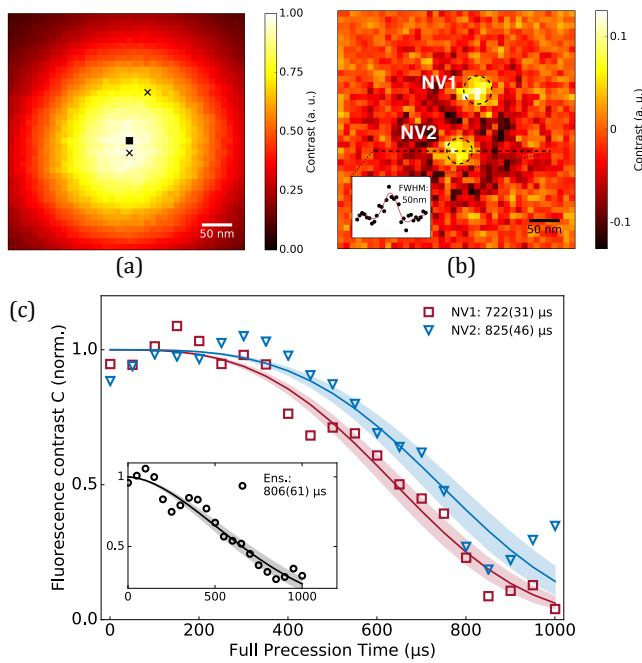 1.00
0.75
0.50
0.25
0.00
Contrast (a. u.)
50 nm
(a)
NV1
NV2
FWHM:
50nm
50 nm
0.1
0
-0.1
Contrast (a. u.)
(b)
(c)
NV1: 722(31) µs
NV2: 825(46) µs
Fluorescence contrast C (norm.)
1.0
0.5
0.0
Ens.:
806(61) µs
1
0.5
0
500
1000
0
200
400
600
800
1000
Full Precession Time (µs)